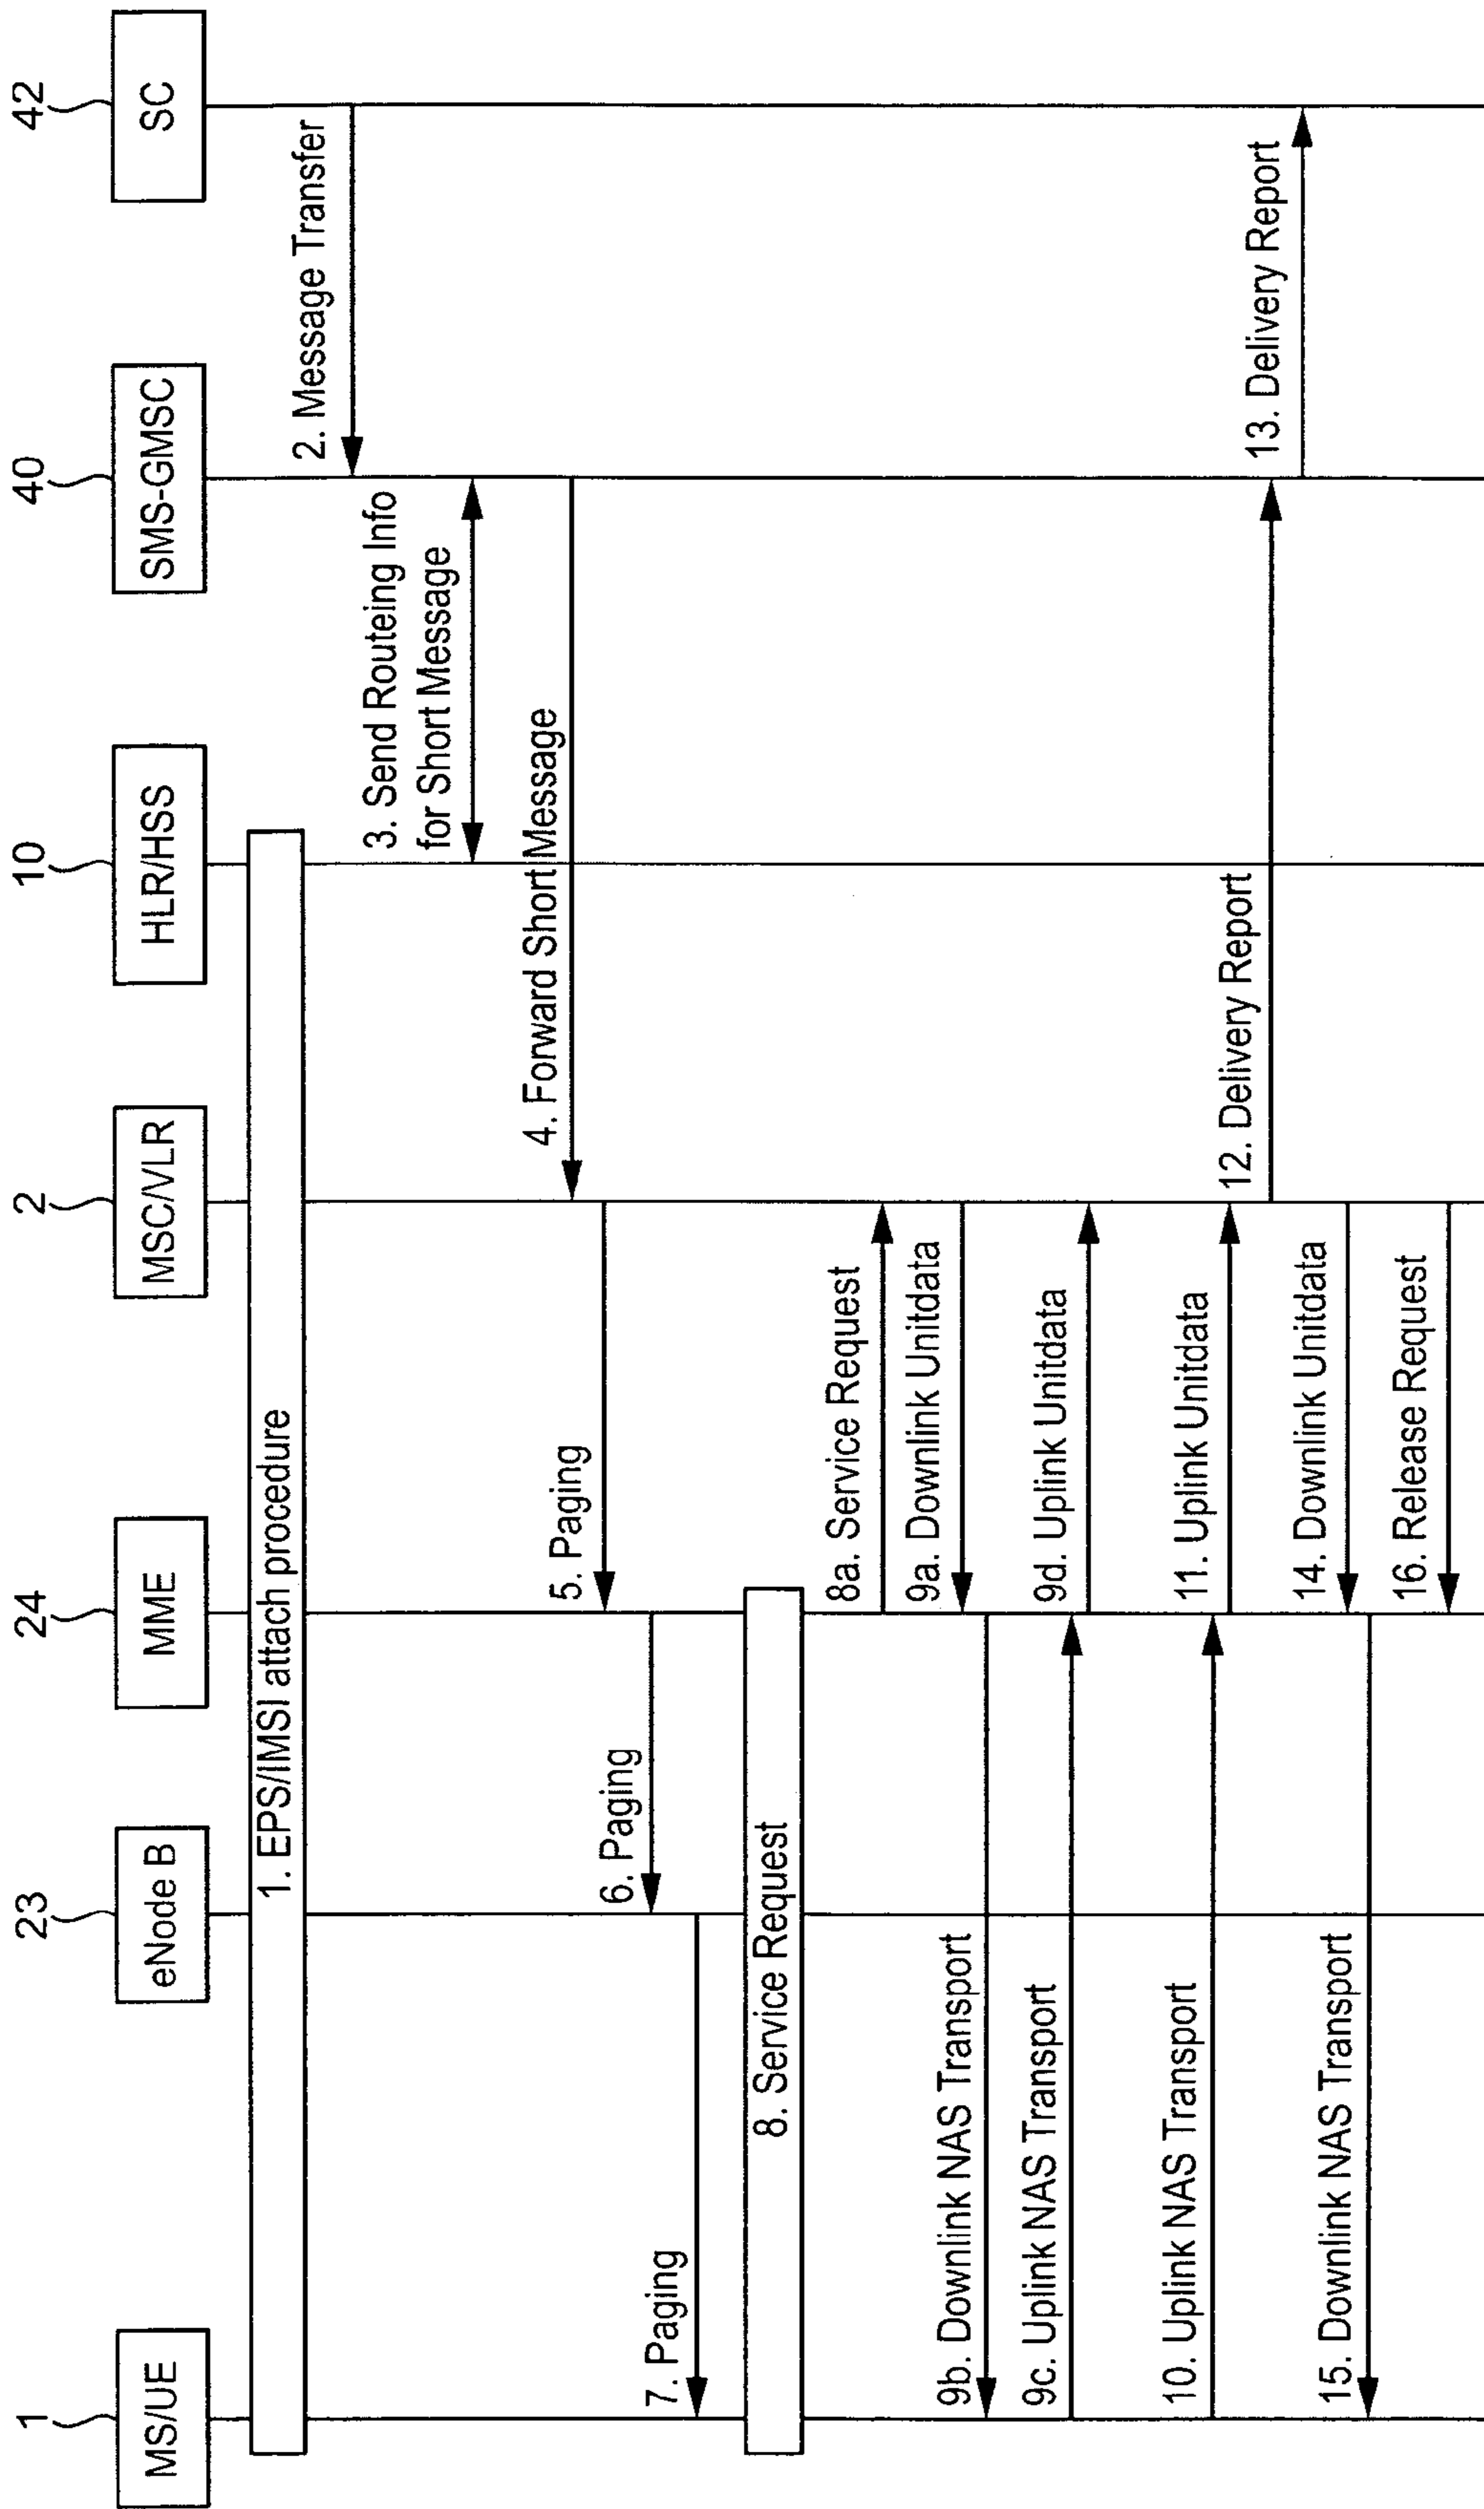 1
23
24
2
10
40
42
MS/UE
eNode B
MME
MSC/VLR
HLR/HSS
SMS-GMSC
SC
1. EPS/IMSI attach procedure
2. Message Transfer
3. Send Routeing Info
for Short Message
4. Forward Short Message
5. Paging
6. Paging
7. Paging
8. Service Request
8a. Service Request
9a. Downlink Unitdata
9b. Downlink NAS Transport
9c. Uplink NAS Transport
9d. Uplink Unitdata
10. Uplink NAS Transport
11. Uplink Unitdata
12. Delivery Report
13. Delivery Report
14. Downlink Unitdata
15. Downlink NAS Transport
16. Release Request